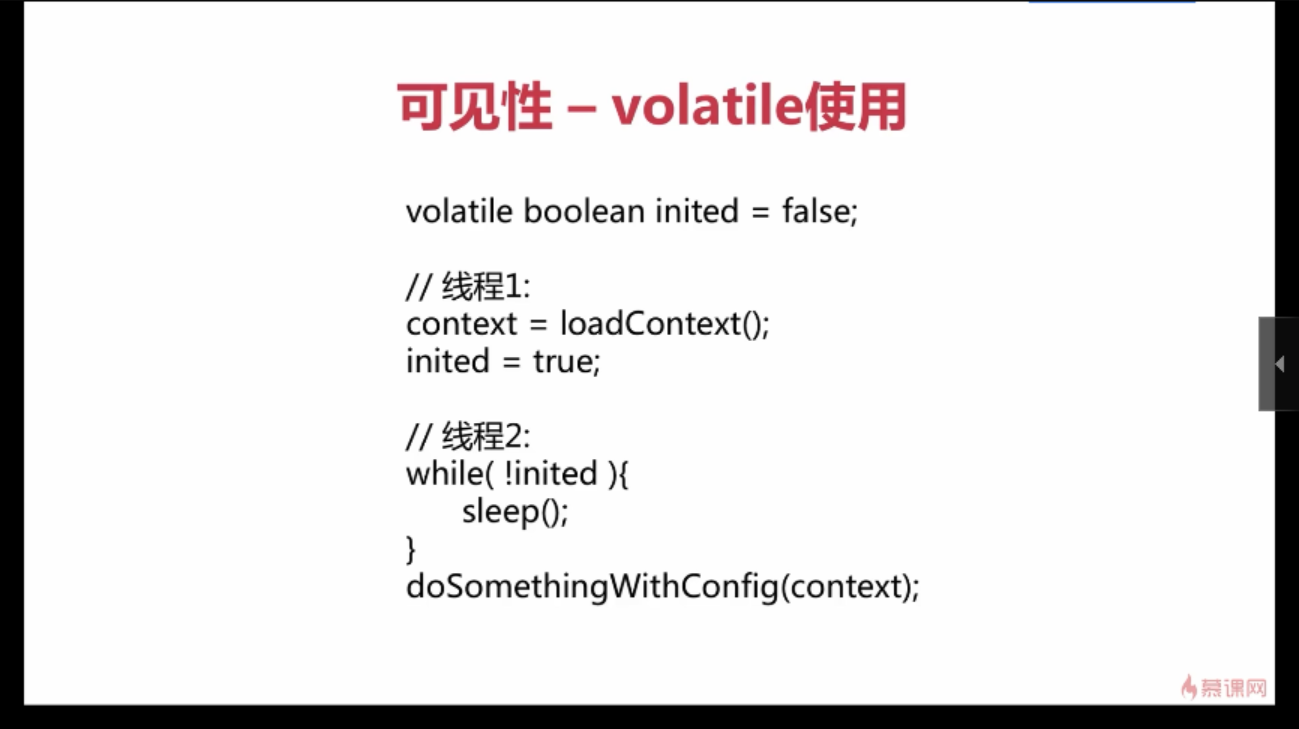 可见性 – volatile使用
volatile boolean inited = false;
// 线程1:
context = loadContext();
inited = true;
// 线程2:
while( !inited ){
sleep();
}
doSomethingWithConfig(context);
慕课网